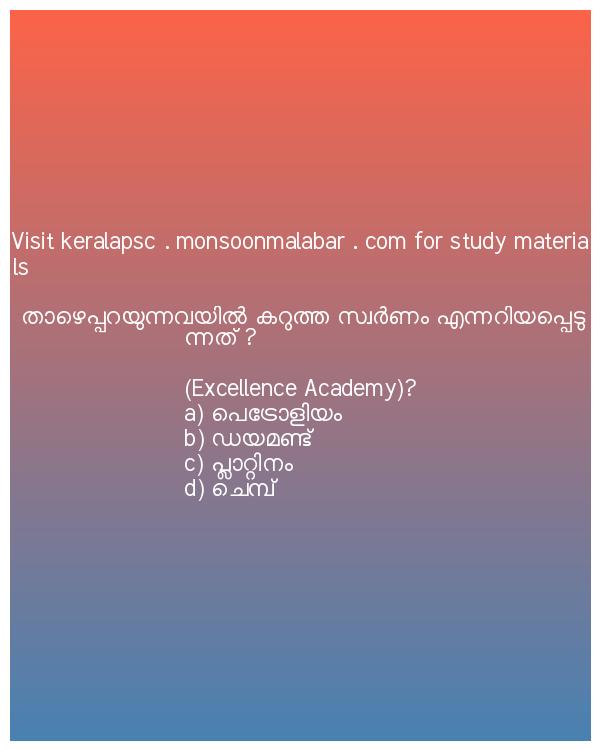 Visit keralapsc . monsoonmalabar . com for study materia
ls
താഴെപ്പറയുന്നവയിൽ കറുത്ത സ്വർണം എന്നറിയപ്പെടു
ന്നത് ?
(Excellence Academy)?
a) പെട്രോളിയം
b) ഡയമണ്ട്
c) പ്ലാറ്റിനം
d) ചെമ്പ്